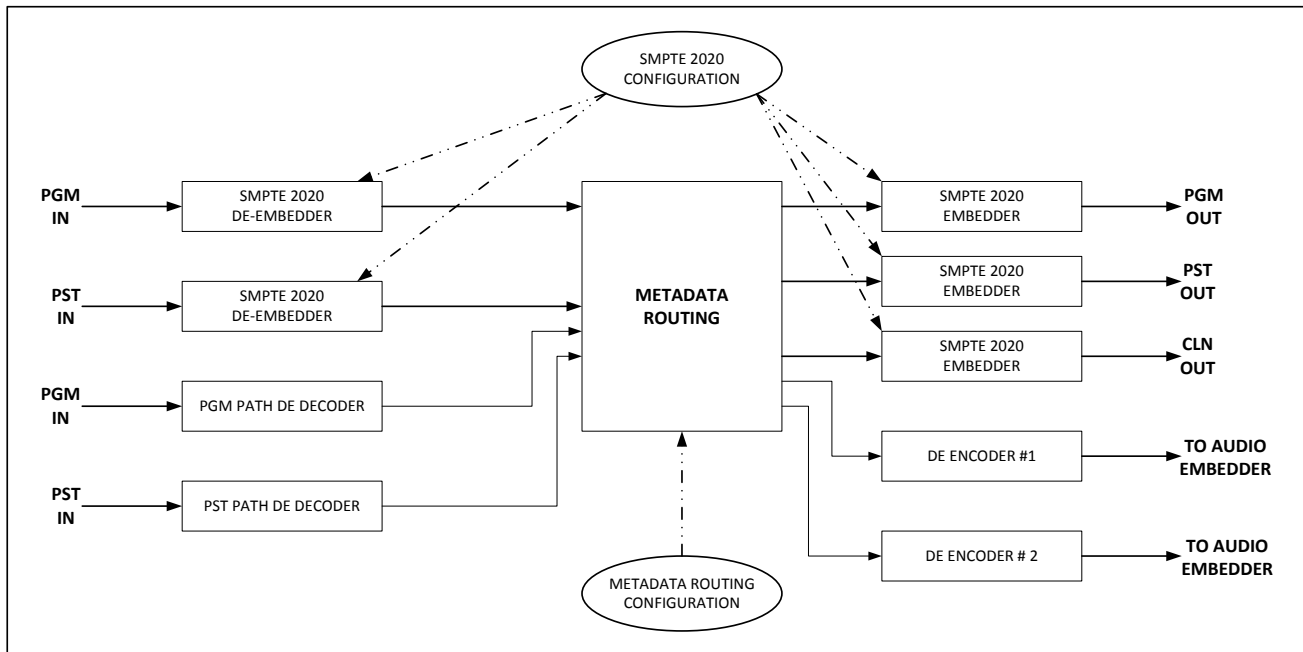 SMPTE 2020
CONFIGURATION
PGM
IN
SMPTE 2020
DE-EMBEDDER
PST
IN
SMPTE 2020
DE-EMBEDDER
PGM
IN
PGM PATH DE DECODER
PST
IN
PST PATH DE DECODER
METADATA
ROUTING
METADATA ROUTING
CONFIGURATION
SMPTE 2020
EMBEDDER
PGM
OUT
SMPTE 2020
EMBEDDER
PST
OUT
SMPTE 2020
EMBEDDER
CLN
OUT
DE ENCODER #1
TO AUDIO
EMBEDDER
DE ENCODER # 2
TO AUDIO
EMBEDDER